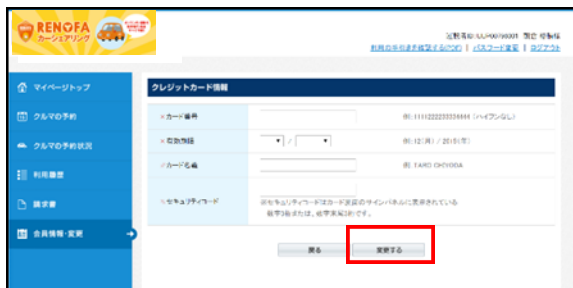 RENOFA
カーシェアリング
利用の手引きを確認する(PDF) | パスワード変更 | ログアウト
マイページトップ
クレジットカード情報
クルマの予約
※カード番号
例:1111222233334444 (ハイフンなし)
クルマの予約状況
※有効期限
/
例:12(月) / 2015(年)
利用履歴
※カード名義
例:TARO CHIYODA
請求書
※セキュリティコード
※セキュリティコードはカード裏面のサインパネルに表示されている
数字3桁または、数字末尾3桁です。
会員情報・変更
戻る
変更する